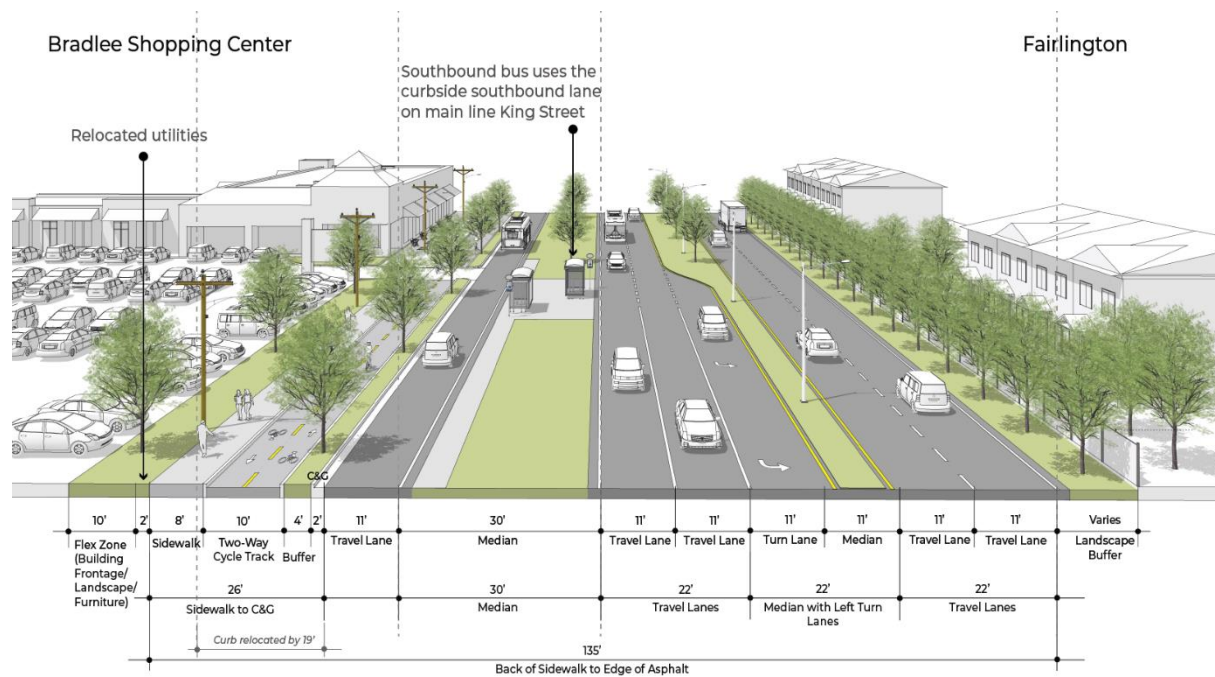 Bradlee Shopping Center
Fairlington
Southbound bus uses the
curbside southbound lane
on main line King Street
Relocated utilities
C&G
10' 2' 8' 10' 4' 2' 11' 30' 11' 11' 11' 11' 11' 11' Varies
Flex Zone
(Building
Frontage/
Landscape/
Furniture)
Sidewalk
Two-Way
Cycle Track
Buffer
Travel Lane
Median
Travel Lane
Travel Lane
Turn Lane
Median
Travel Lane
Travel Lane
Landscape
Buffer
26'
Sidewalk to C&G
30'
Median
22'
Travel Lanes
22'
Median with Left Turn
Lanes
22'
Travel Lanes
Curb relocated by 19'
135'
Back of Sidewalk to Edge of Asphalt